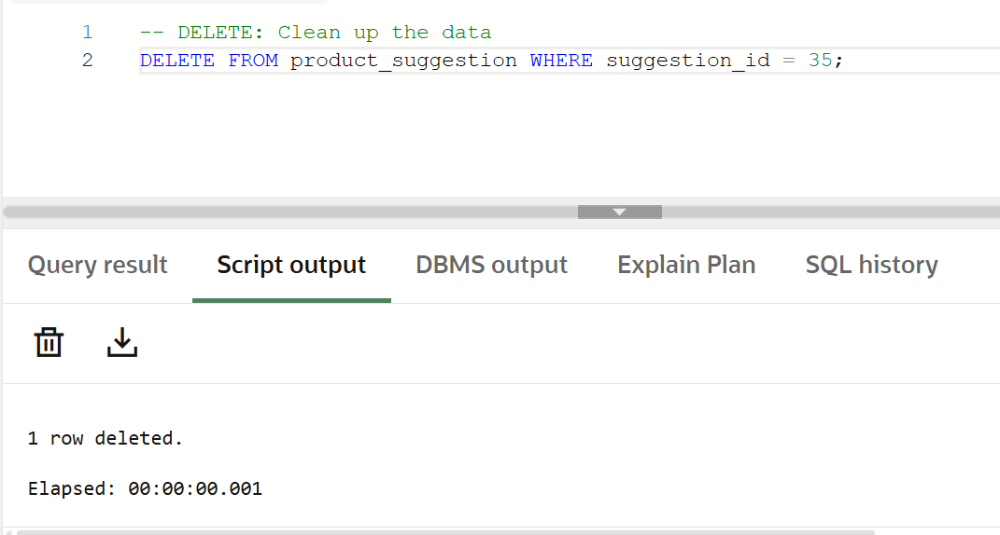 1 -- DELETE: Clean up the data
2 DELETE FROM product_suggestion WHERE suggestion_id = 35;
Query result Script output DBMS output Explain Plan SQL history
1 row deleted.
Elapsed: 00:00:00.001